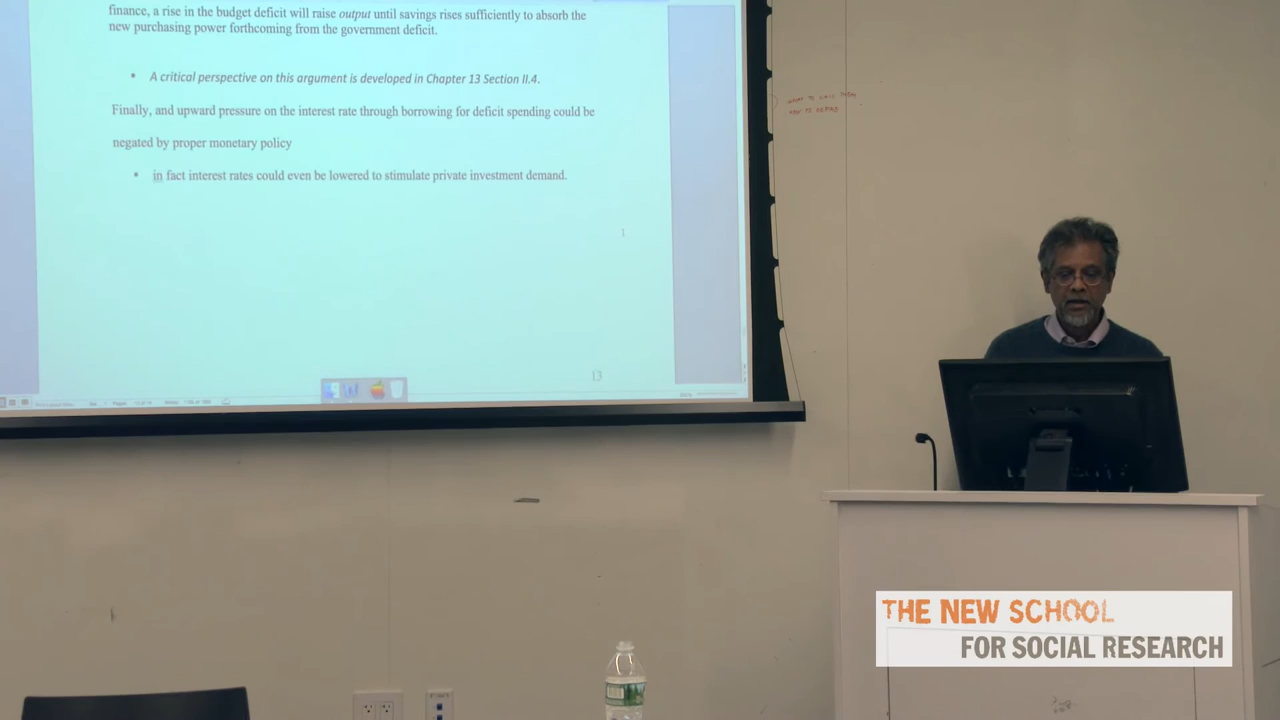 finance, a rise in the budget deficit will raise output until savings rises sufficiently to absorb the
new purchasing power forthcoming from the government deficit.
• A critical perspective on this argument is developed in Chapter 13 Section II.4.
Finally, and upward pressure on the interest rate through borrowing for deficit spending could be
negated by proper monetary policy
• in fact interest rates could even be lowered to stimulate private investment demand.
1
13
THE NEW SCHOOL
FOR SOCIAL RESEARCH